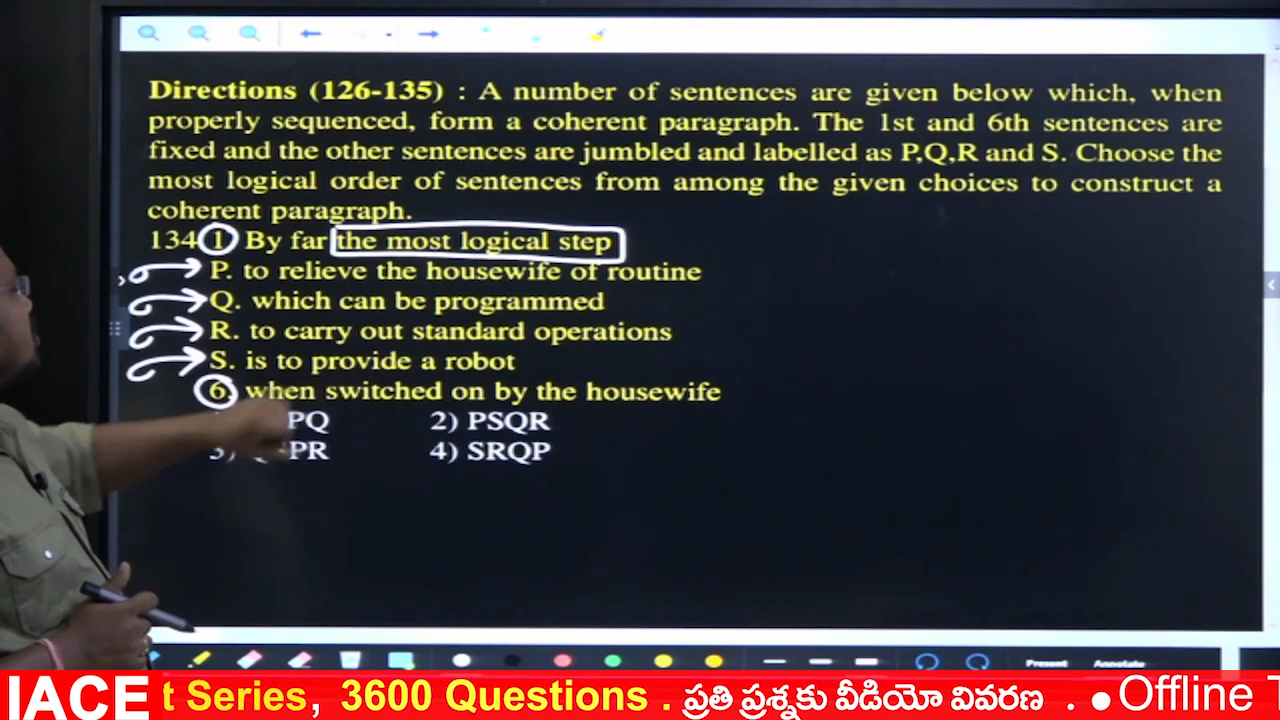 Directions (126-135) : A number of sentences are given below which, when
properly sequenced, form a coherent paragraph. The 1st and 6th sentences are
fixed and the other sentences are jumbled and labelled as P,Q,R and S. Choose the
most logical order of sentences from among the given choices to construct a
coherent paragraph.
134 1 By far the most logical step
P. to relieve the housewife of routine
Q. which can be programmed
R. to carry out standard operations
S. is to provide a robot
6. when switched on by the housewife
PQ 2) PSQR
3) PR 4) SRQP
Present Annotate
IACE t Series, 3600 Questions . ప్రతి ప్రశ్నకు వీడియో వివరణ . ● Offline T